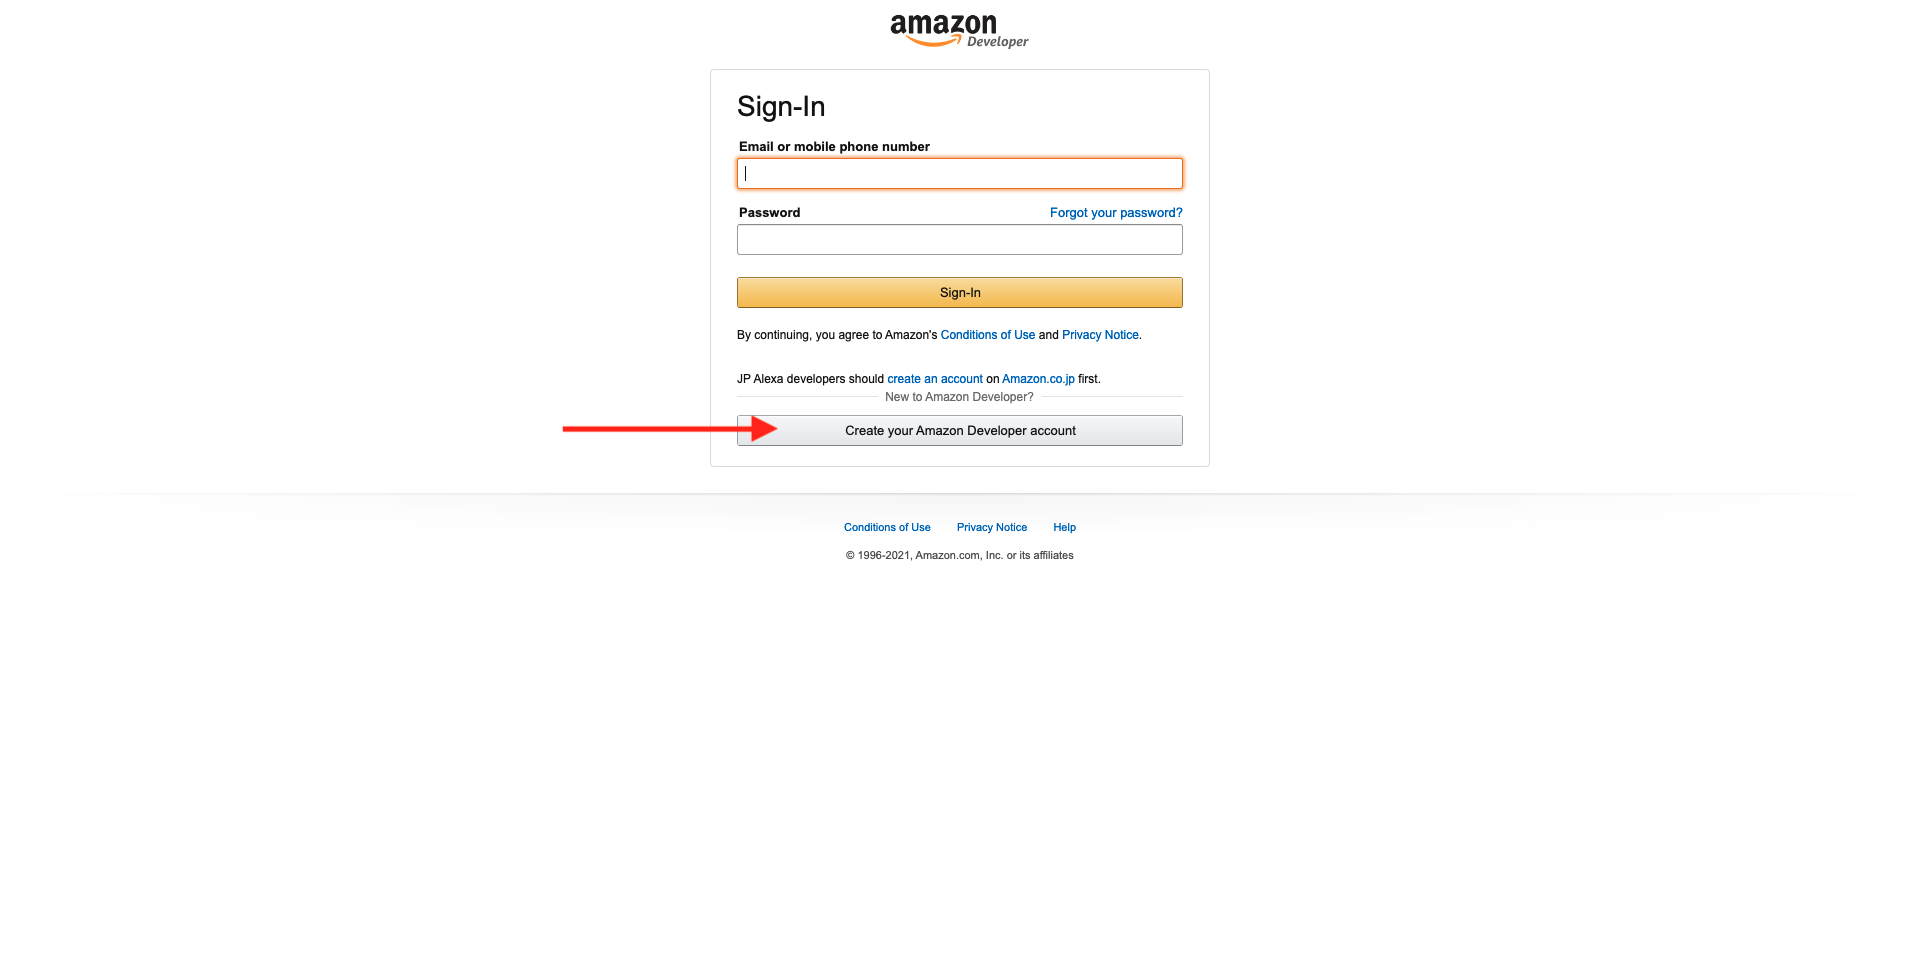 amazon
Developer
Sign-In
Email or mobile phone number
Password Forgot your password?
Sign-In
By continuing, you agree to Amazon's Conditions of Use and Privacy Notice.
JP Alexa developers should create an account on Amazon.co.jp first.
New to Amazon Developer?
Create your Amazon Developer account
Conditions of Use Privacy Notice Help
© 1996-2021, Amazon.com, Inc. or its affiliates